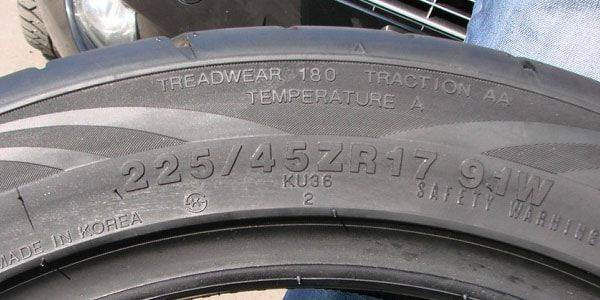 TREADWEAR 180 TRACTION AA
TEMPERATURE A
225/45ZR17 91W
KU36
2
SAFETY WARNING
K
MADE IN KOREA